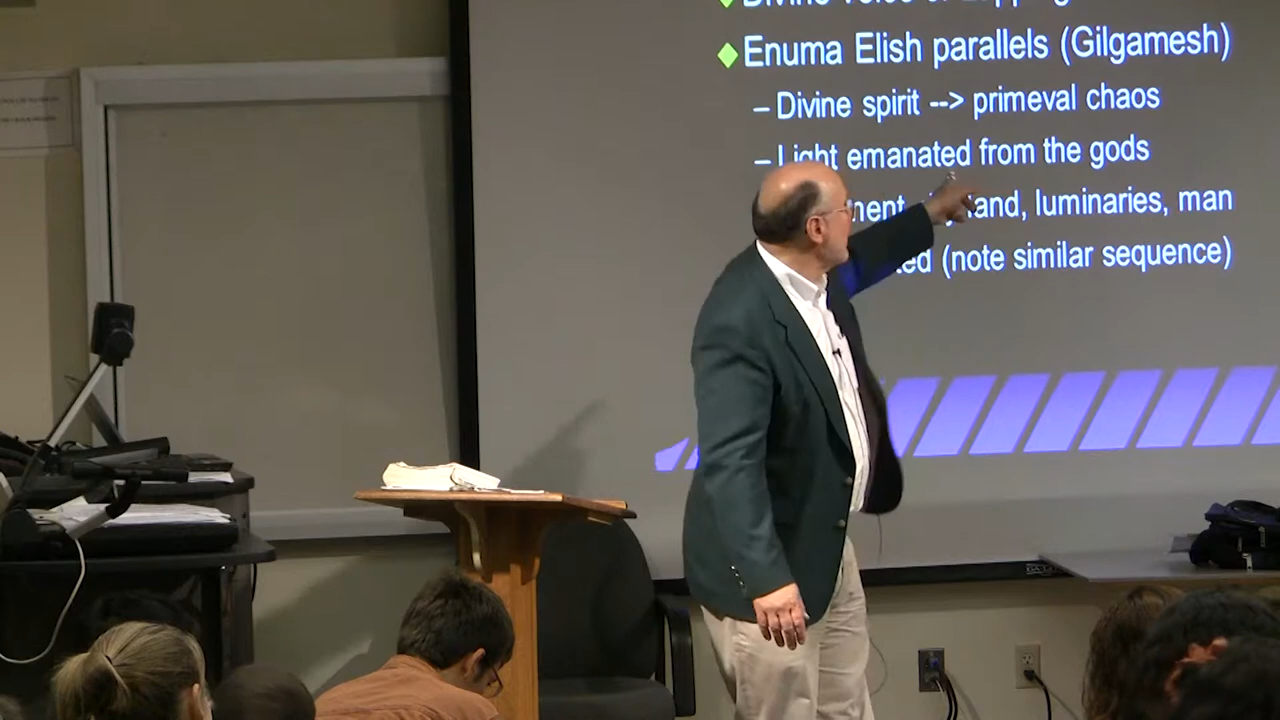 Divine
Enuma Elish parallels (Gilgamesh)
– Divine spirit --> primeval chaos
– Light emanated from the gods
land, luminaries, man
(note similar sequence)